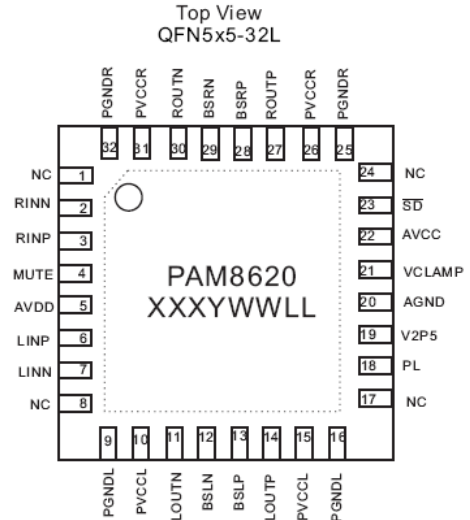 Top View
QFN5x5-32L
PGNDR
PVCCR
ROUTN
BSRN
BSRP
ROUTP
PVCCR
PGNDR
32
31
30
29
28
27
26
25
NC 1
RINN 2
RINP 3
MUTE 4
AVDD 5
LINP 6
LINN 7
NC 8
24 NC
23 SD
22 AVCC
21 VCLAMP
20 AGND
19 V2P5
18 PL
17 NC
PAM8620
XXXYWWLL
9
10
11
12
13
14
15
16
PGNDL
PVCCL
LOUTN
BSLN
BSLP
LOUTP
PVCCL
PGNDL